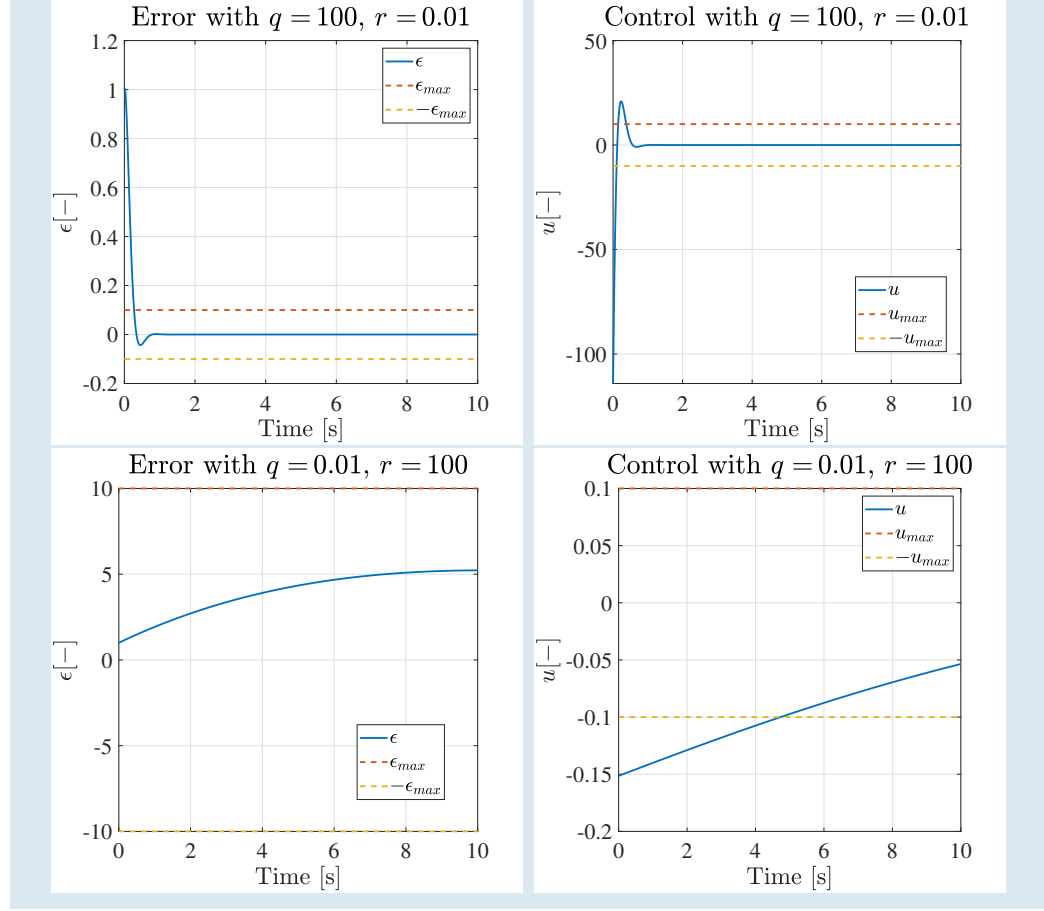 Error with q = 100, r = 0.01
1.2
1
0.8
0.6
0.4
0.2
0
-0.2
ϵ[−]
ϵ
ϵmax
−ϵmax
0 2 4 6 8 10
Time [s]
Control with q = 100, r = 0.01
50
0
-50
-100
u[−]
u
umax
−umax
0 2 4 6 8 10
Time [s]
Error with q = 0.01, r = 100
10
5
0
-5
-10
ϵ[−]
ϵ
ϵmax
−ϵmax
0 2 4 6 8 10
Time [s]
Control with q = 0.01, r = 100
0.1
0.05
0
-0.05
-0.1
-0.15
-0.2
u[−]
u
umax
−umax
0 2 4 6 8 10
Time [s]